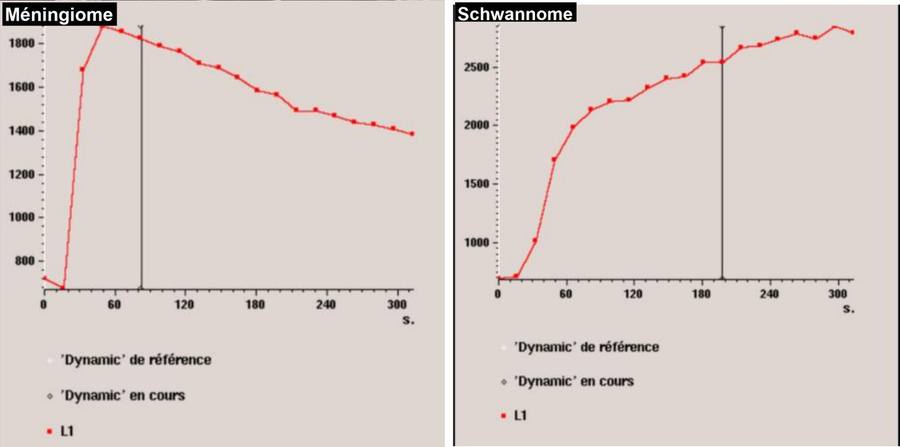 Méningiome
1800
1600
1400
1200
1000
800
0 60 120 180 240 300
s.
'Dynamic' de référence
'Dynamic' en cours
L1
Schwannome
2500
2000
1500
1000
0 60 120 180 240 300
s.
'Dynamic' de référence
'Dynamic' en cours
L1